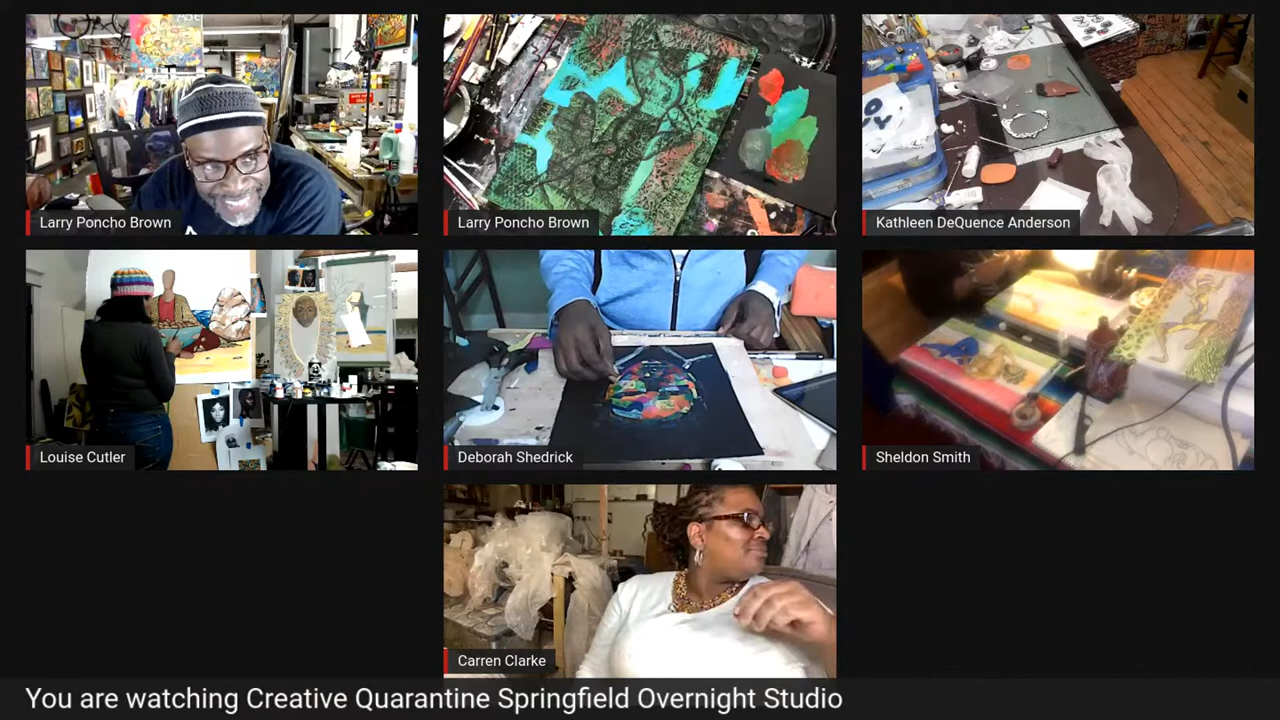 Larry Poncho Brown
Larry Poncho Brown
Kathleen DeQuence Anderson
Louise Cutler
Deborah Shedrick
Sheldon Smith
Carren Clarke
You are watching Creative Quarantine Springfield Overnight Studio